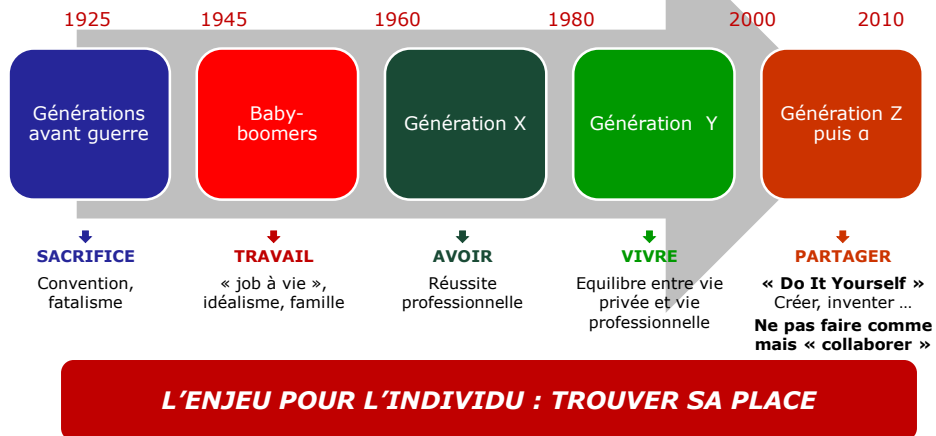 1925 1945 1960 1980 2000 2010
Générations
avant guerre
Baby-
boomers
Génération X
Génération Y
Génération Z
puis α
SACRIFICE
Convention,
fatalisme
TRAVAIL
« job à vie »,
idéalisme, famille
AVOIR
Réussite
professionnelle
VIVRE
Equilibre entre vie
privée et vie
professionnelle
PARTAGER
« Do It Yourself »
Créer, inventer …
Ne pas faire comme
mais « collaborer »
L'ENJEU POUR L'INDIVIDU : TROUVER SA PLACE